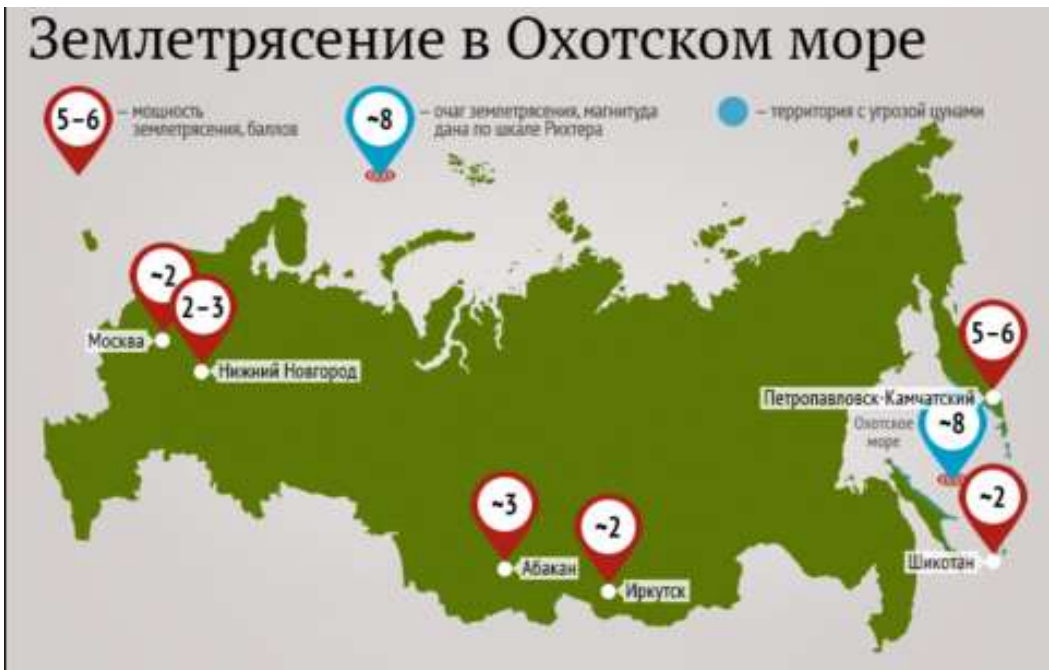 Землетрясение в Охотском море
5–6
– мощность
землетрясения, баллов
~8
– очаг землетрясения, магнитуда
дана по шкале Рихтера
– территория с угрозой цунами
~2
2–3
Москва
Нижний Новгород
5–6
Петропавловск-Камчатский
Охотское
море
~8
~3
~2
~2
Абакан
Иркутск
Шикотан